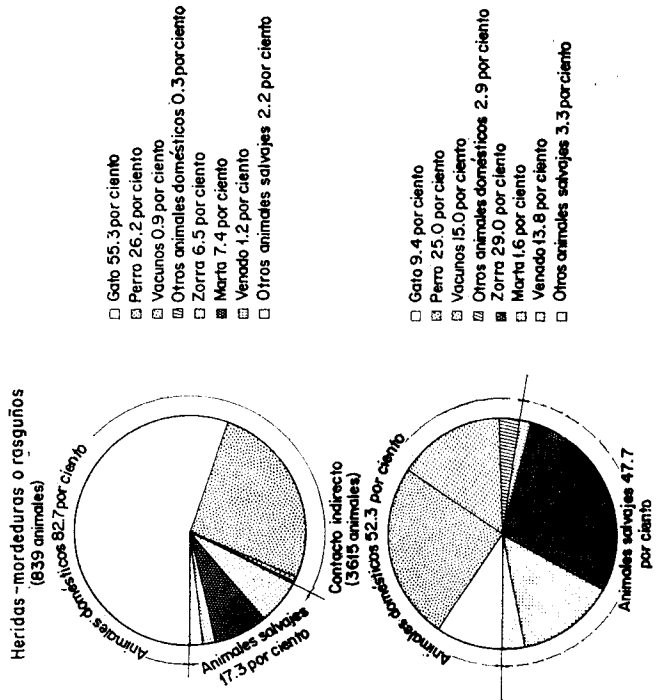 Heridas-mordeduras o rasguños
(839 animales)
Animales domésticos 82.7 por ciento
Animales salvajes
17.3 por ciento
Gato 55.3 por ciento
Perro 26.2 por ciento
Vacunos 0.9 por ciento
Otros animales domésticos 0.3 por ciento
Zorra 6.5 por ciento
Marta 7.4 por ciento
Venado 1.2 por ciento
Otros animales salvajes 2.2 por ciento
Contacto indirecto
(3615 animales)
Animales domésticos 52.3 por ciento
Animales salvajes 47.7
por ciento
Gato 9.4 por ciento
Perro 25.0 por ciento
Vacunos 15.0 por ciento
Otros animales domésticos 2.9 por ciento
Zorra 29.0 por ciento
Marta 1.6 por ciento
Venado 13.8 por ciento
Otros animales salvajes 3.3 por ciento